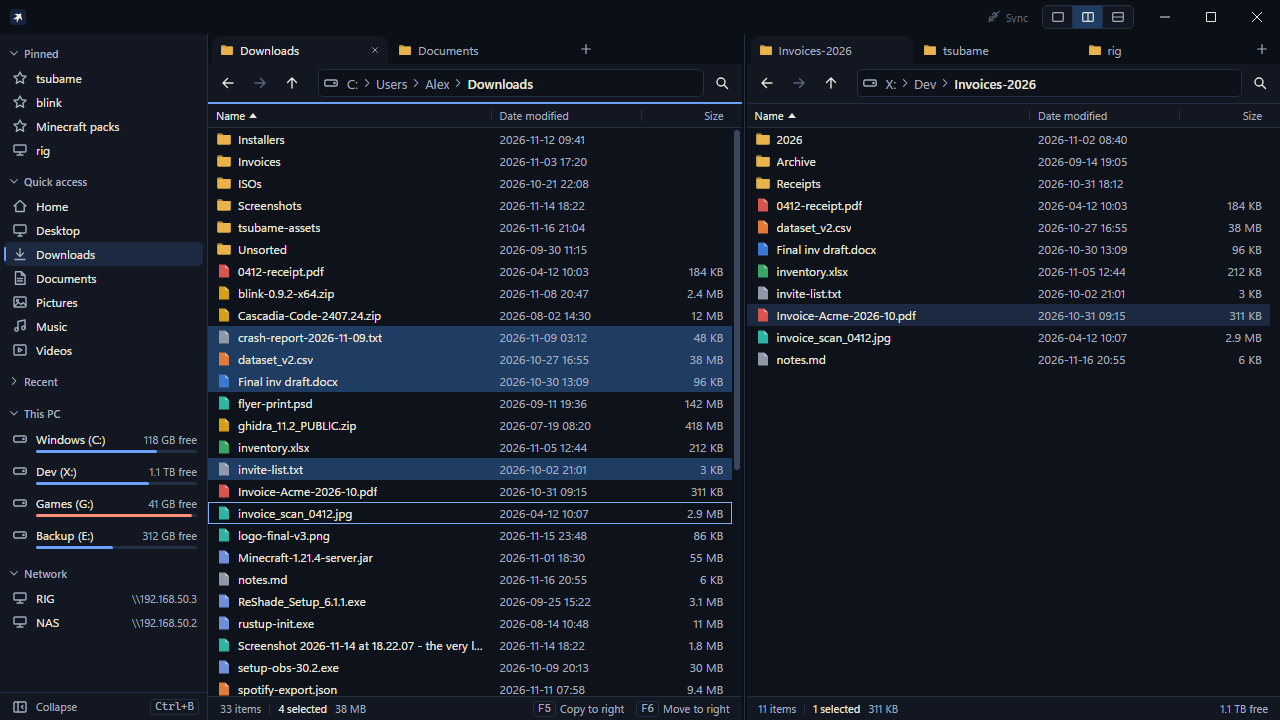 Sync
Pinned
tsubame
blink
Minecraft packs
rig
Quick access
Home
Desktop
Downloads
Documents
Pictures
Music
Videos
Recent
This PC
Windows (C:) 118 GB free
Dev (X:) 1.1 TB free
Games (G:) 41 GB free
Backup (E:) 312 GB free
Network
RIG \\192.168.50.3
NAS \\192.168.50.2
Collapse Ctrl+B
Downloads Documents
C: Users Alex Downloads
Name Date modified Size
Installers 2026-11-12 09:41
Invoices 2026-11-03 17:20
ISOs 2026-10-21 22:08
Screenshots 2026-11-14 18:22
tsubame-assets 2026-11-16 21:04
Unsorted 2026-09-30 11:15
0412-receipt.pdf 2026-04-12 10:03 184 KB
blink-0.9.2-x64.zip 2026-11-08 20:47 2.4 MB
Cascadia-Code-2407.24.zip 2026-08-02 14:30 12 MB
crash-report-2026-11-09.txt 2026-11-09 03:12 48 KB
dataset_v2.csv 2026-10-27 16:55 38 MB
Final inv draft.docx 2026-10-30 13:09 96 KB
flyer-print.psd 2026-09-11 19:36 142 MB
ghidra_11.2_PUBLIC.zip 2026-07-19 08:20 418 MB
inventory.xlsx 2026-11-05 12:44 212 KB
invite-list.txt 2026-10-02 21:01 3 KB
Invoice-Acme-2026-10.pdf 2026-10-31 09:15 311 KB
invoice_scan_0412.jpg 2026-04-12 10:07 2.9 MB
logo-final-v3.png 2026-11-15 23:48 86 KB
Minecraft-1.21.4-server.jar 2026-11-01 18:30 55 MB
notes.md 2026-11-16 20:55 6 KB
ReShade_Setup_6.1.1.exe 2026-09-25 15:22 3.1 MB
rustup-init.exe 2026-08-14 10:48 11 MB
Screenshot 2026-11-14 at 18.22.07 - the very l... 2026-11-14 18:22 1.8 MB
setup-obs-30.2.exe 2026-10-09 20:13 30 MB
spotify-export.json 2026-11-11 07:58 9.4 MB
33 items 4 selected 38 MB F5 Copy to right F6 Move to right
Invoices-2026 tsubame rig
X: Dev Invoices-2026
Name Date modified Size
2026 2026-11-02 08:40
Archive 2026-09-14 19:05
Receipts 2026-10-31 18:12
0412-receipt.pdf 2026-04-12 10:03 184 KB
dataset_v2.csv 2026-10-27 16:55 38 MB
Final inv draft.docx 2026-10-30 13:09 96 KB
inventory.xlsx 2026-11-05 12:44 212 KB
invite-list.txt 2026-10-02 21:01 3 KB
Invoice-Acme-2026-10.pdf 2026-10-31 09:15 311 KB
invoice_scan_0412.jpg 2026-04-12 10:07 2.9 MB
notes.md 2026-11-16 20:55 6 KB
11 items 1 selected 311 KB 1.1 TB free